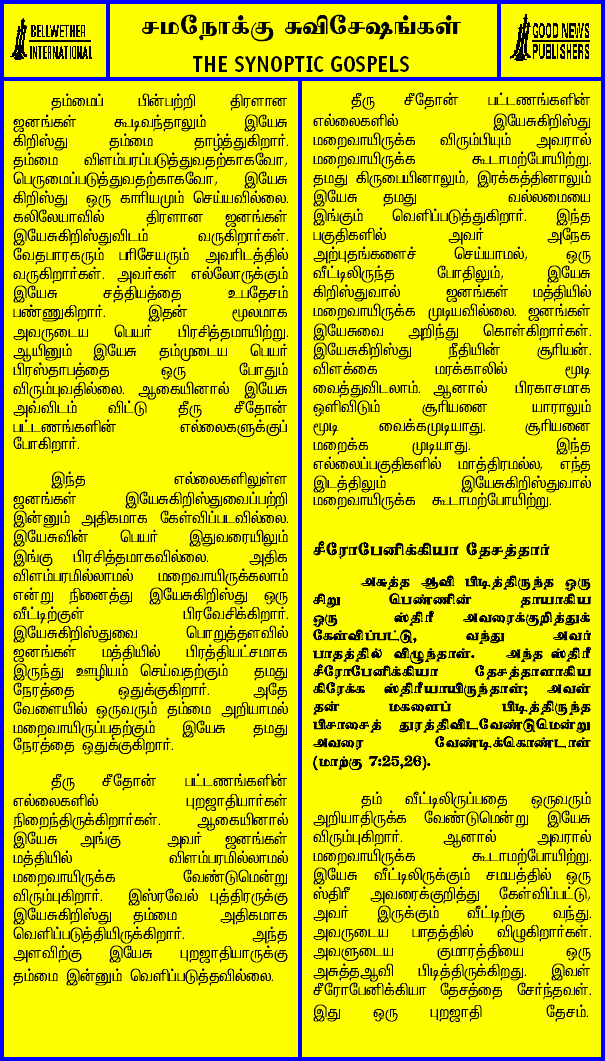 BELLWETHER
INTERNATIONAL
சமநோக்கு சுவிசேஷங்கள்
THE SYNOPTIC GOSPELS
GOOD NEWS
PUBLISHERS
தம்மைப் பின்பற்றி திரளான
ஜனங்கள் கூடிவந்தாலும் இயேசு
கிறிஸ்து தம்மை தாழ்த்துகிறார்.
தம்மை விளம்பரப்படுத்துவதற்காகவோ,
பெருமைப்படுத்துவதற்காகவோ, இயேசு
கிறிஸ்து ஒரு காரியமும் செய்யவில்லை.
கலிலேயாவில் திரளான ஜனங்கள்
இயேசுகிறிஸ்துவிடம் வருகிறார்கள்.
வேதபாரகரும் பரிசேயரும் அவரிடத்தில்
வருகிறார்கள். அவர்கள் எல்லோருக்கும்
இயேசு சத்தியத்தை உபதேசம்
பண்ணுகிறார். இதன் மூலமாக
அவருடைய பெயர் பிரசித்தமாயிற்று.
ஆயினும் இயேசு தம்முடைய பெயர்
பிரஸ்தாபத்தை ஒரு போதும்
விரும்புவதில்லை. ஆகையினால் இயேசு
அவ்விடம் விட்டு தீரு சீதோன்
பட்டணங்களின் எல்லைகளுக்குப்
போகிறார்.
இந்த எல்லைகளிலுள்ள
ஜனங்கள் இயேசுகிறிஸ்துவைப்பற்றி
இன்னும் அதிகமாக கேள்விப்படவில்லை.
இயேசுவின் பெயர் இதுவரையிலும்
இங்கு பிரசித்தமாகவில்லை. அதிக
விளம்பரமில்லாமல் மறைவாயிருக்கலாம்
என்று நினைத்து இயேசுகிறிஸ்து ஒரு
வீட்டிற்குள் பிரவேசிக்கிறார்.
இயேசுகிறிஸ்துவை பொறுத்தளவில்
ஜனங்கள் மத்தியில் பிரத்தியட்சமாக
இருந்து ஊழியம் செய்வதற்கும் தமது
நேரத்தை ஒதுக்குகிறார். அதே
வேளையில் ஒருவரும் தம்மை அறியாமல்
மறைவாயிருப்பதற்கும் இயேசு தமது
நேரத்தை ஒதுக்குகிறார்.
தீரு சீதோன் பட்டணங்களின்
எல்லைகளில் புறஜாதியார்கள்
நிறைந்திருக்கிறார்கள். ஆகையினால்
இயேசு அங்கு அவர் ஜனங்கள்
மத்தியில் விளம்பரமில்லாமல்
மறைவாயிருக்க வேண்டுமென்று
விரும்புகிறார். இஸ்ரவேல் புத்திரருக்கு
இயேசுகிறிஸ்து தம்மை அதிகமாக
வெளிப்படுத்தியிருக்கிறார். அந்த
அளவிற்கு இயேசு புறஜாதியாருக்கு
தம்மை இன்னும் வெளிப்படுத்தவில்லை.
தீரு சீதோன் பட்டணங்களின்
எல்லைகளில் இயேசுகிறிஸ்து
மறைவாயிருக்க விரும்பியும் அவரால்
மறைவாயிருக்க கூடாமற்போயிற்று.
தமது கிருபையினாலும், இரக்கத்தினாலும்
இயேசு தமது வல்லமையை
இங்கும் வெளிப்படுத்துகிறார். இந்த
பகுதிகளில் அவர் அநேக
அற்புதங்களைச் செய்யாமல், ஒரு
வீட்டிலிருந்த போதிலும், இயேசு
கிறிஸ்துவால் ஜனங்கள் மத்தியில்
மறைவாயிருக்க முடியவில்லை. ஜனங்கள்
இயேசுவை அறிந்து கொள்கிறார்கள்.
இயேசுகிறிஸ்து நீதியின் சூரியன்.
விளக்கை மரக்காலில் மூடி
வைத்துவிடலாம். ஆனால் பிரகாசமாக
ஒளிவிடும் சூரியனை யாராலும்
மூடி வைக்கமுடியாது. சூரியனை
மறைக்க முடியாது. இந்த
எல்லைப்பகுதிகளில் மாத்திரமல்ல, எந்த
இடத்திலும் இயேசுகிறிஸ்துவால்
மறைவாயிருக்க கூடாமற்போயிற்று.
சீரோபேனிக்கியா தேசத்தார்
அசுத்த ஆவி பிடித்திருந்த ஒரு
சிறு பெண்ணின் தாயாகிய
ஒரு ஸ்திரீ அவரைக்குறித்துக்
கேள்விப்பட்டு, வந்து அவர்
பாதத்தில் விழுந்தாள். அந்த ஸ்திரீ
சீரோபேனிக்கியா தேசத்தாளாகிய
கிரேக்க ஸ்திரீயாயிருந்தாள்; அவள்
தன் மகளைப் பிடித்திருந்த
பிசாசைத் துரத்திவிடவேண்டுமென்று
அவரை வேண்டிக்கொண்டாள்
(மாற்கு 7:25,26).
தம் வீட்டிலிருப்பதை ஒருவரும்
அறியாதிருக்க வேண்டுமென்று இயேசு
விரும்புகிறார். ஆனால் அவரால்
மறைவாயிருக்க கூடாமற்போயிற்று.
இயேசு வீட்டிலிருக்கும் சமயத்தில் ஒரு
ஸ்திரீ அவரைக்குறித்து கேள்விப்பட்டு,
அவர் இருக்கும் வீட்டிற்கு வந்து.
அவருடைய பாதத்தில் விழுகிறார்கள்.
அவளுடைய குமாரத்தியை ஒரு
அசுத்தஆவி பிடித்திருக்கிறது. இவள்
சீரோபேனிக்கியா தேசத்தை சேர்ந்தவள்.
இது ஒரு புறஜாதி தேசம்.